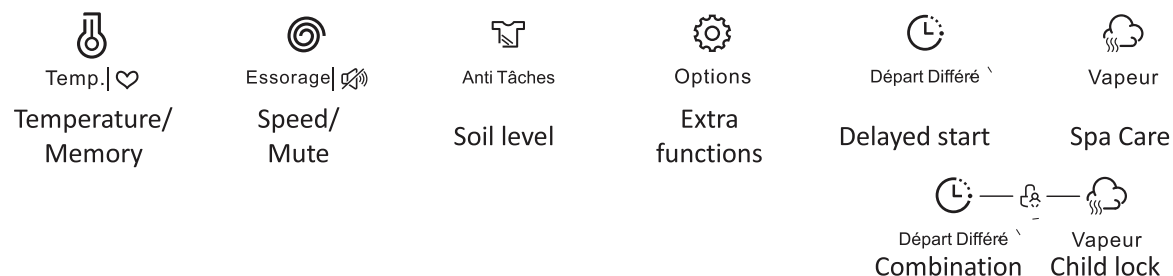 Temp. Essorage Anti Tâches Options Départ Différé Vapeur
Temperature/ Speed/ Soil level Extra Delayed start Spa Care
Memory Mute functions
Départ Différé Vapeur
Combination Child lock